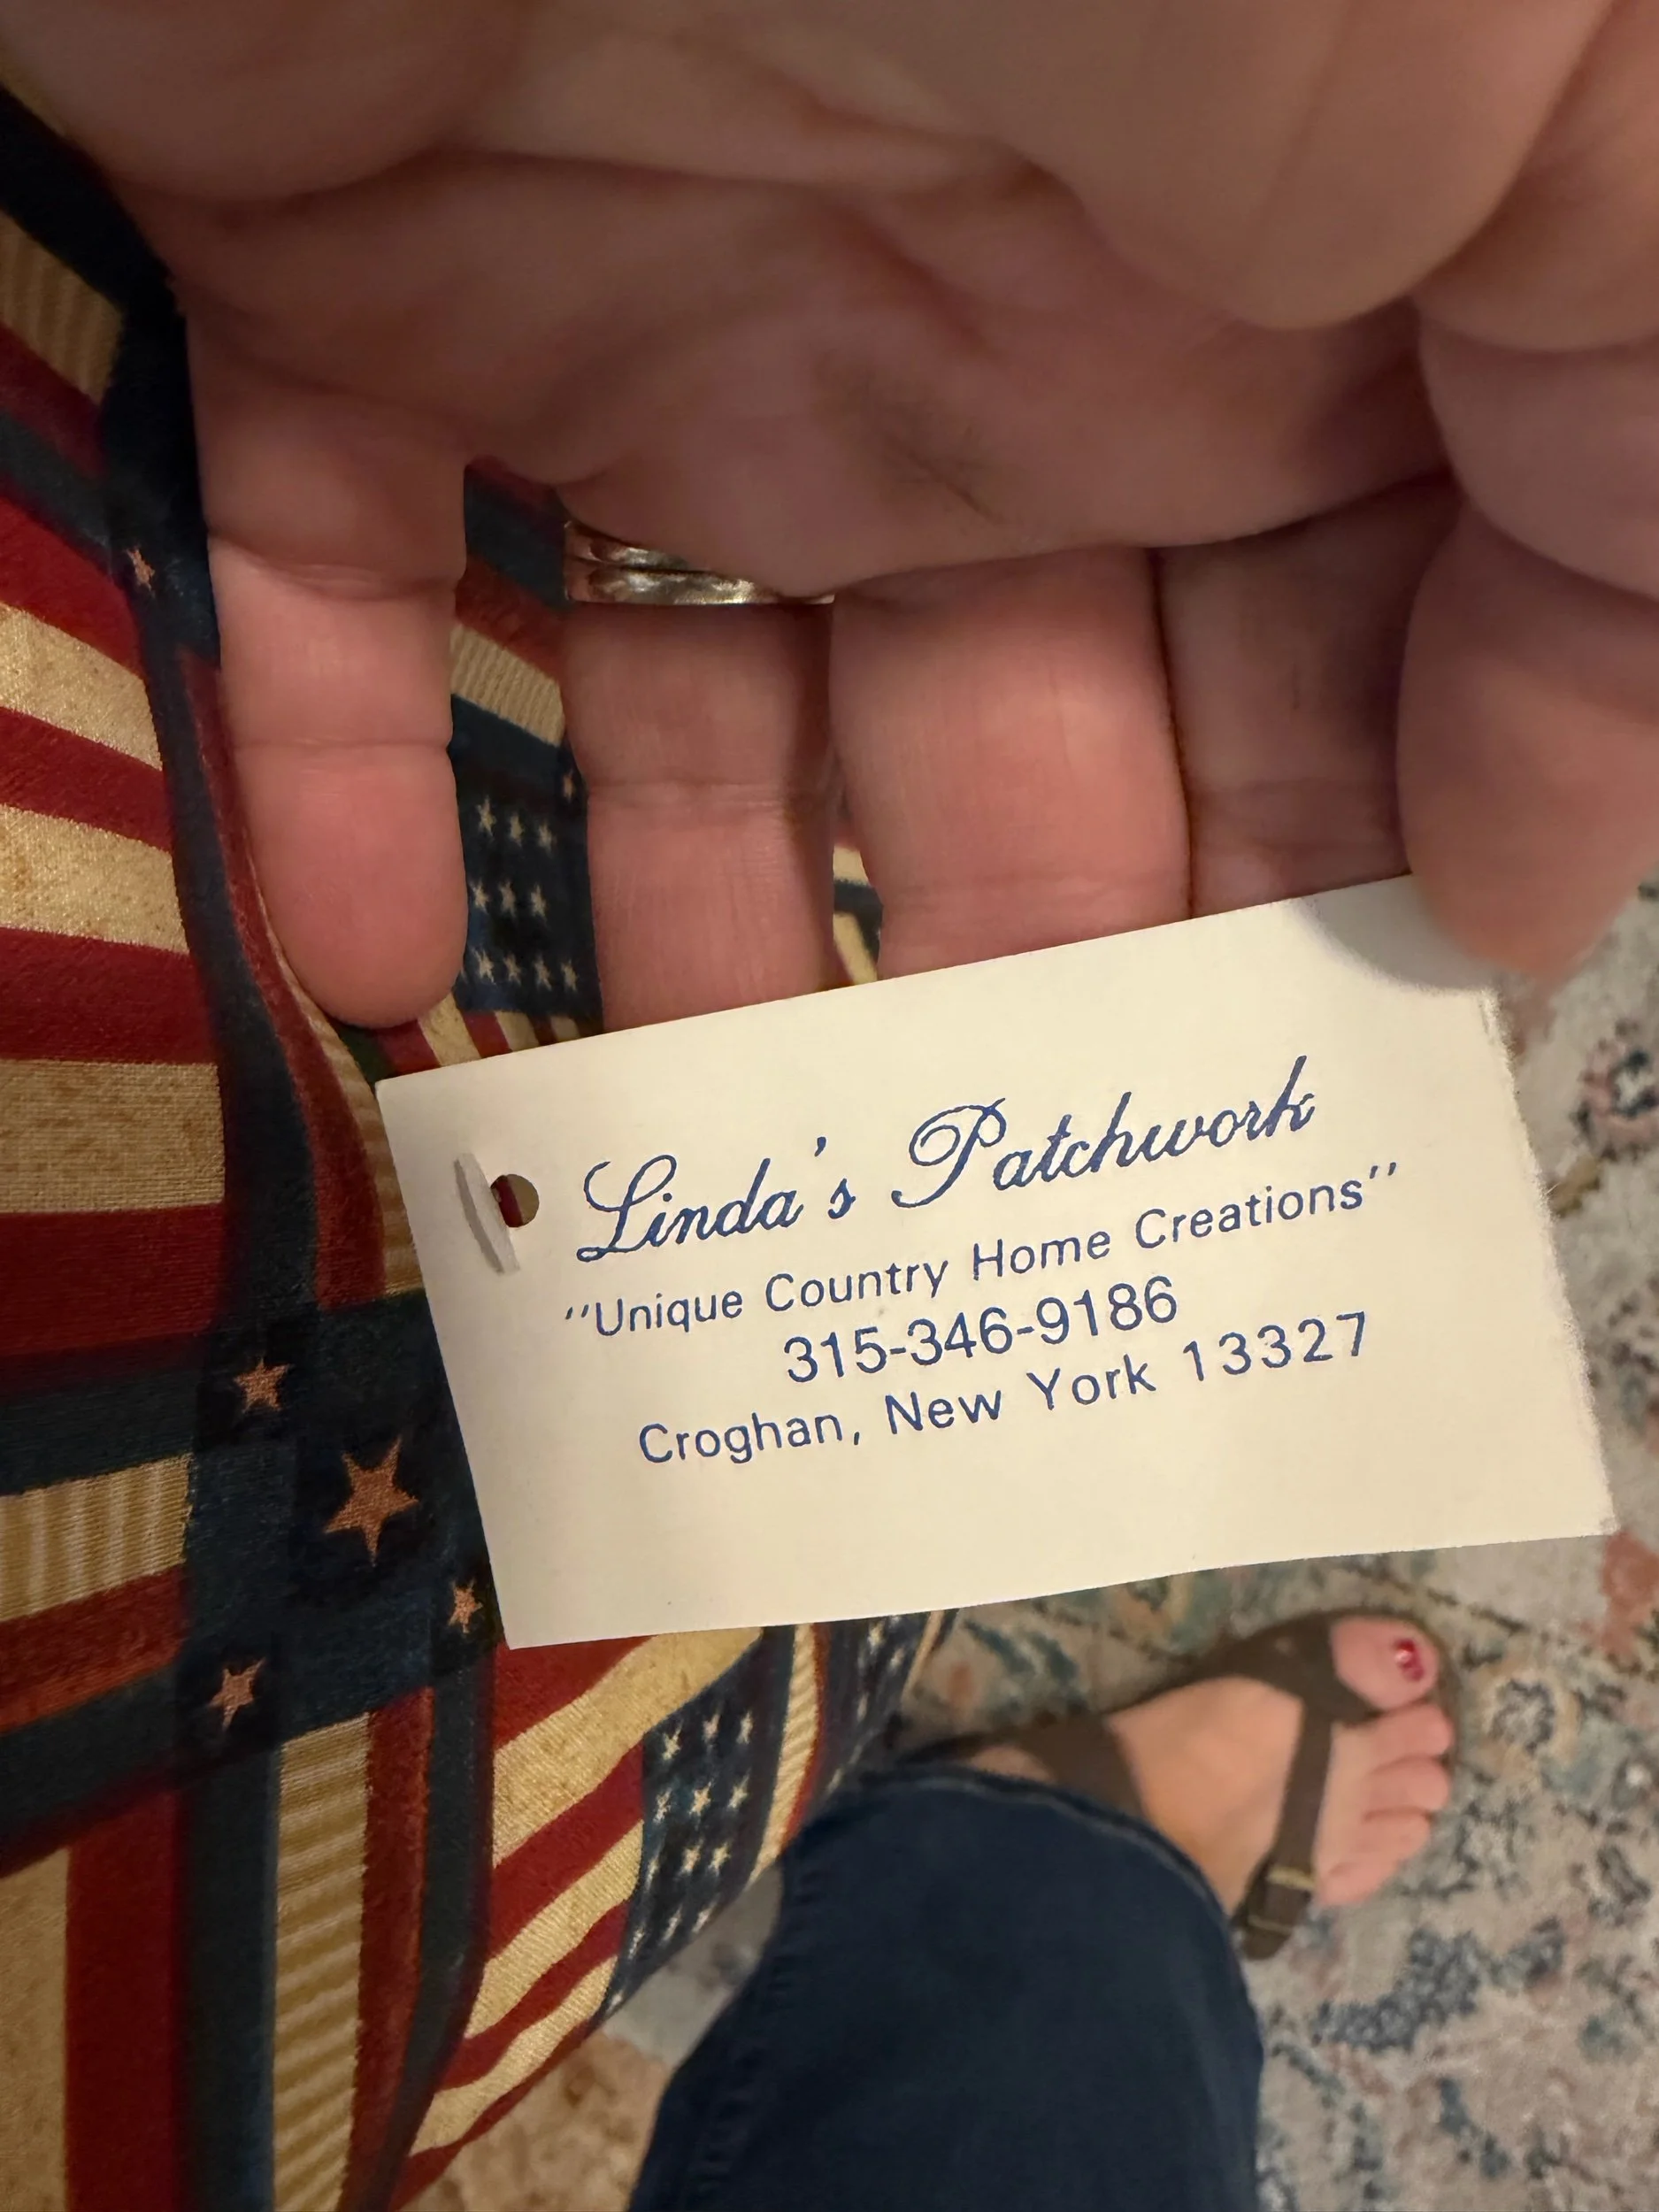 Linda's Patchwork
"Unique Country Home Creations"
315-346-9186
Croghan, New York 13327